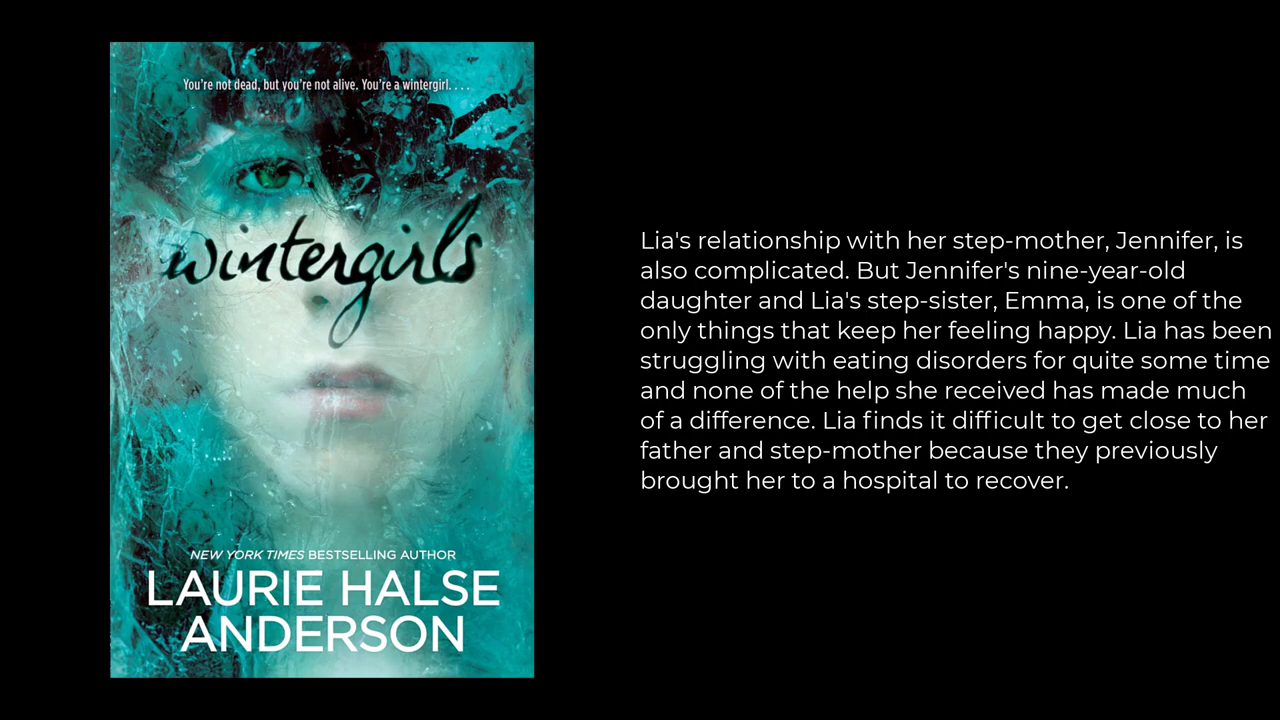 You're not dead, but you're not alive. You're a wintergirl. . . .
wintergirls
NEW YORK TIMES BESTSELLING AUTHOR
LAURIE HALSE
ANDERSON
Lia's relationship with her step-mother, Jennifer, is
also complicated. But Jennifer's nine-year-old
daughter and Lia's step-sister, Emma, is one of the
only things that keep her feeling happy. Lia has been
struggling with eating disorders for quite some time
and none of the help she received has made much
of a difference. Lia finds it difficult to get close to her
father and step-mother because they previously
brought her to a hospital to recover.